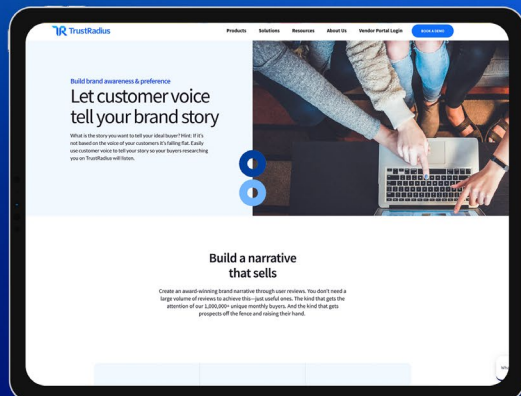 TrustRadius
Products Solutions Resources About Us Vendor Portal Login BOOK A DEMO
Build brand awareness & preference
Let customer voice
tell your brand story
What is the story you want to tell your ideal buyer? Hint: if it's
not based on the voice of your customers it's falling flat. Easily
use customer voice to tell your story so your buyers researching
you on TrustRadius will listen.
Build a narrative
that sells
Create an award-winning brand narrative through user reviews. You don't need a
large volume of reviews to achieve this—just useful ones. The kind that gets the
attention of our 1,000,000+ unique monthly buyers. And the kind that gets
prospects off the fence and raising their hand.